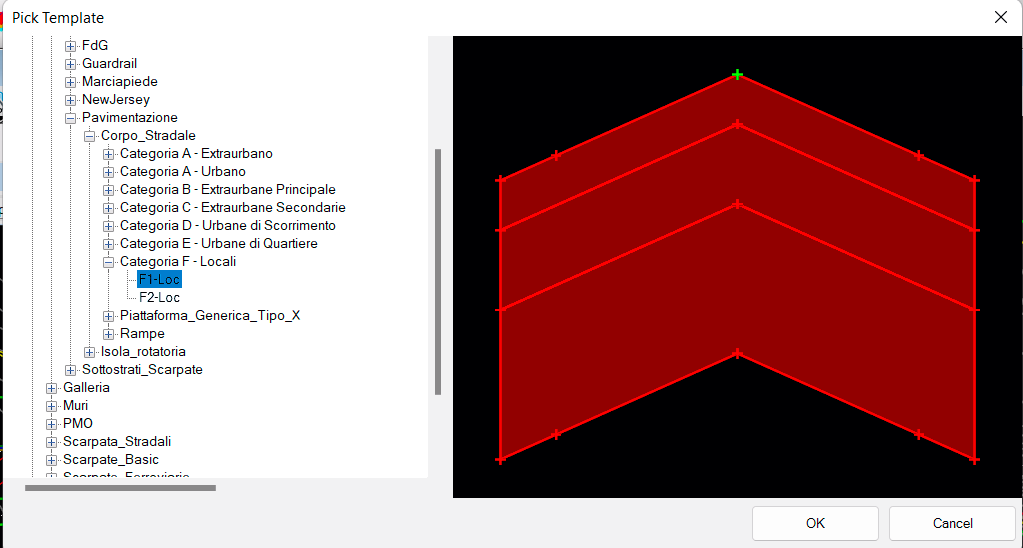 Pick Template
FdG
Guardrail
Marciapiede
NewJersey
Pavimentazione
Corpo_Stradale
Categoria A - Extraurbano
Categoria A - Urbano
Categoria B - Extraurbane Principale
Categoria C - Extraurbane Secondarie
Categoria D - Urbane di Scorrimento
Categoria E - Urbane di Quartiere
Categoria F - Locali
F1-Loc
F2-Loc
Piattaforma_Generica_Tipo_X
Rampe
Isola_rotatoria
Sottostrati_Scarpate
Galleria
Muri
PMO
Scarpata_Stradali
Scarpate_Basic
Scarpate_Ferroviarie
OK
Cancel